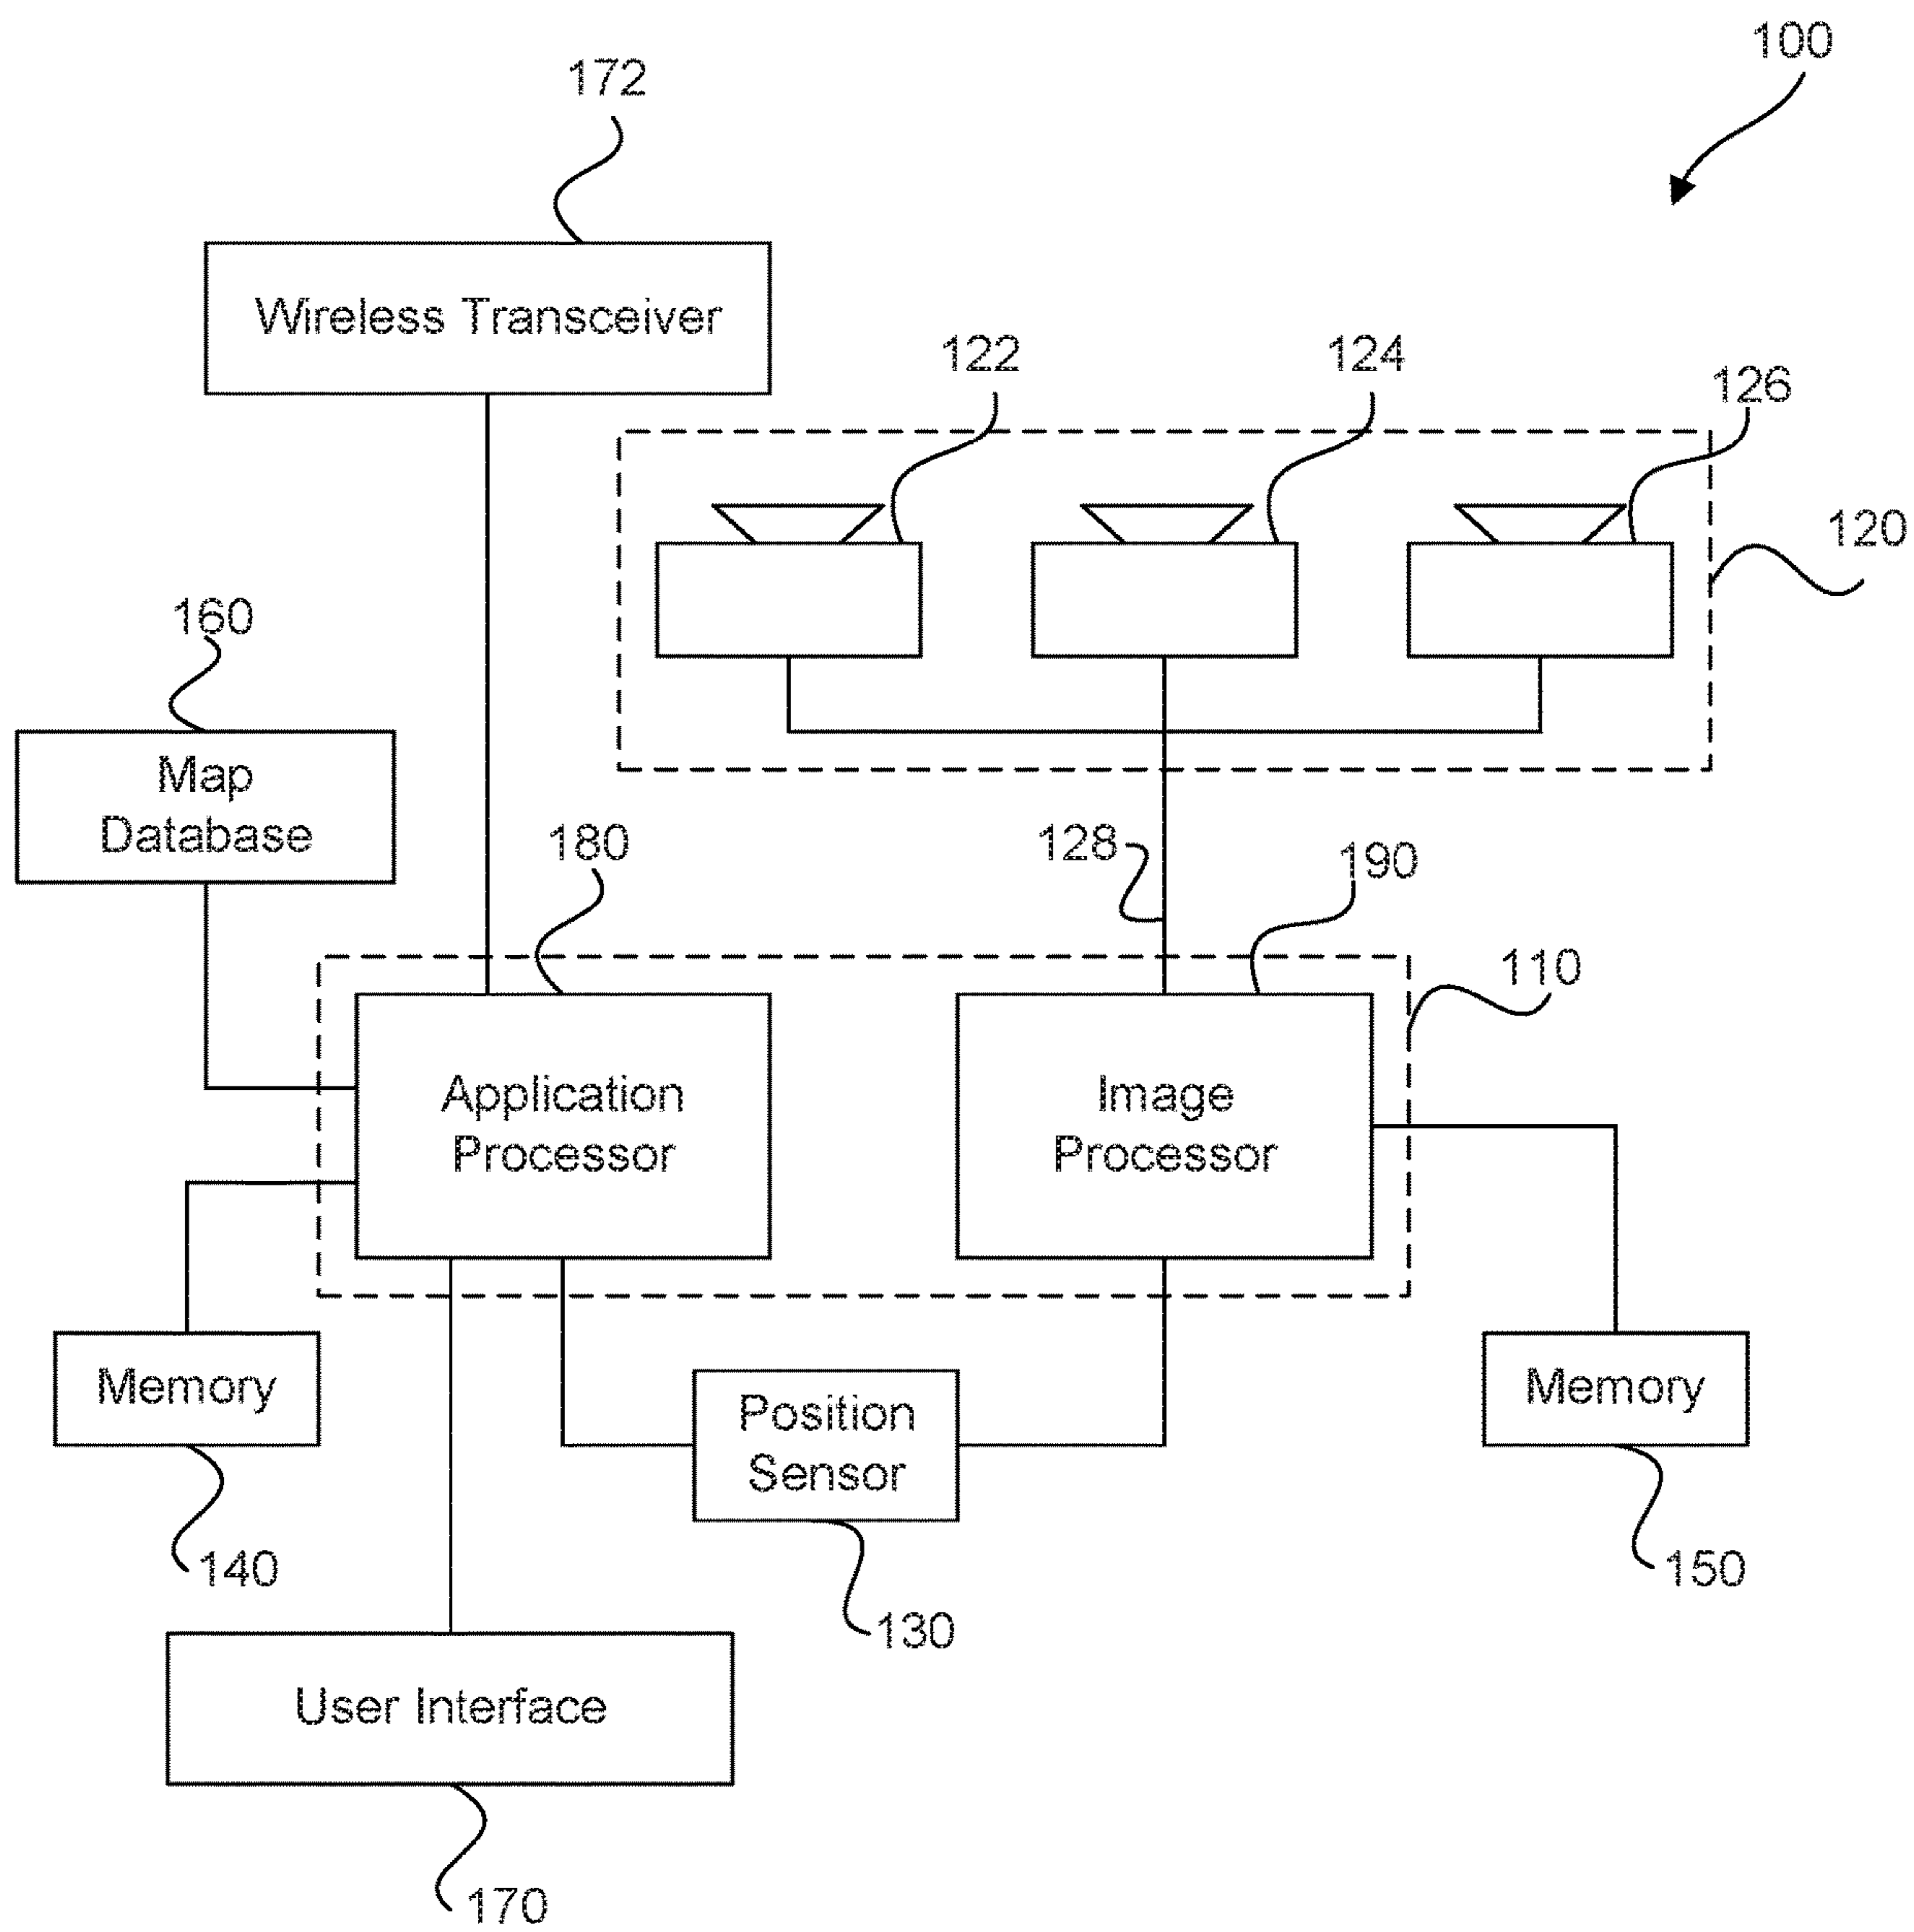 100
172
Wireless Transceiver
122
124
126
120
160
Map
Database
128
180
190
110
Application
Processor
Image
Processor
Memory
Position
Sensor
Memory
140
150
130
User Interface
170